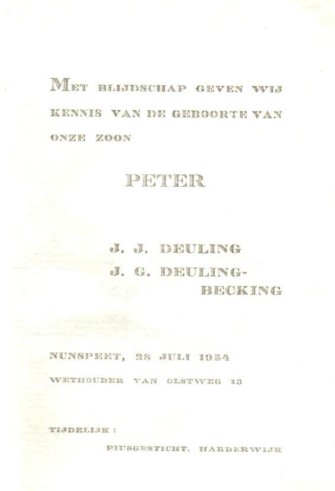 MET BLIJDSCHAP GEVEN WIJ
KENNIS VAN DE GEBOORTE VAN
ONZE ZOON
PETER
J. J. DEULING
J. G. DEULING-
BECKING
NUNSPEET, 28 JULI 1954
WETHOUDER VAN OLSTWEG 13
TIJDELIJK:
PIUSGESTICHT, HARDERWIJK